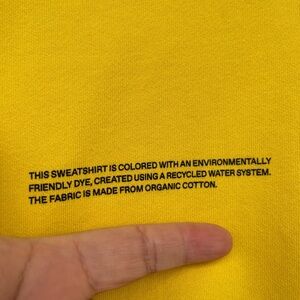 THIS SWEATSHIRT IS COLORED WITH AN ENVIRONMENTALLY
FRIENDLY DYE, CREATED USING A RECYCLED WATER SYSTEM.
THE FABRIC IS MADE FROM ORGANIC COTTON.